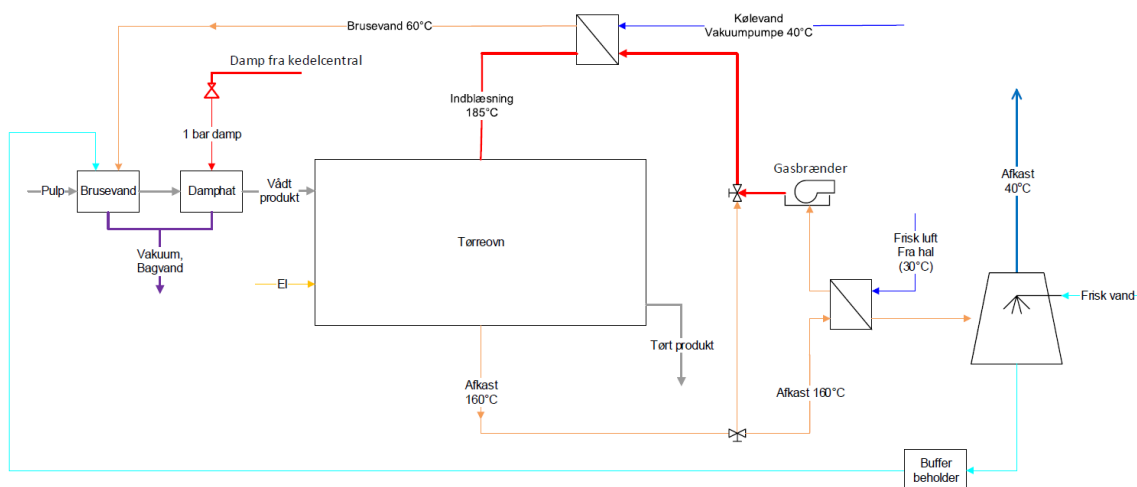 Brusevand 60°C
Kølevand
Vakuumpumpe 40°C
Damp fra kedelcentral
Indblæsning
185°C
1 bar damp
Gasbrænder
Afkast
40°C
Pulp
Brusevand
Damphat
Vådt
produkt
Tørreovn
Frisk luft
Fra hal
(30°C)
Vakuum,
Bagvand
El
Frisk vand
Tørt produkt
Afkast
160°C
Afkast 160°C
Buffer
beholder